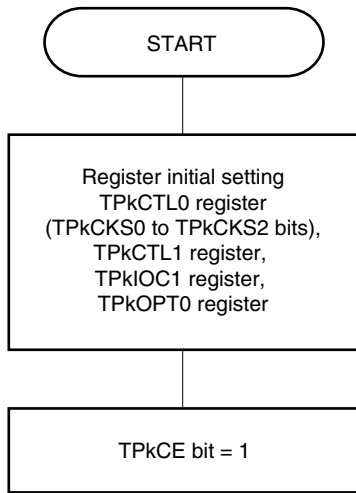 START
Register initial setting
TPkCTL0 register
(TPkCKS0 to TPkCKS2 bits),
TPkCTL1 register,
TPkIOC1 register,
TPkOPT0 register
TPkCE bit = 1